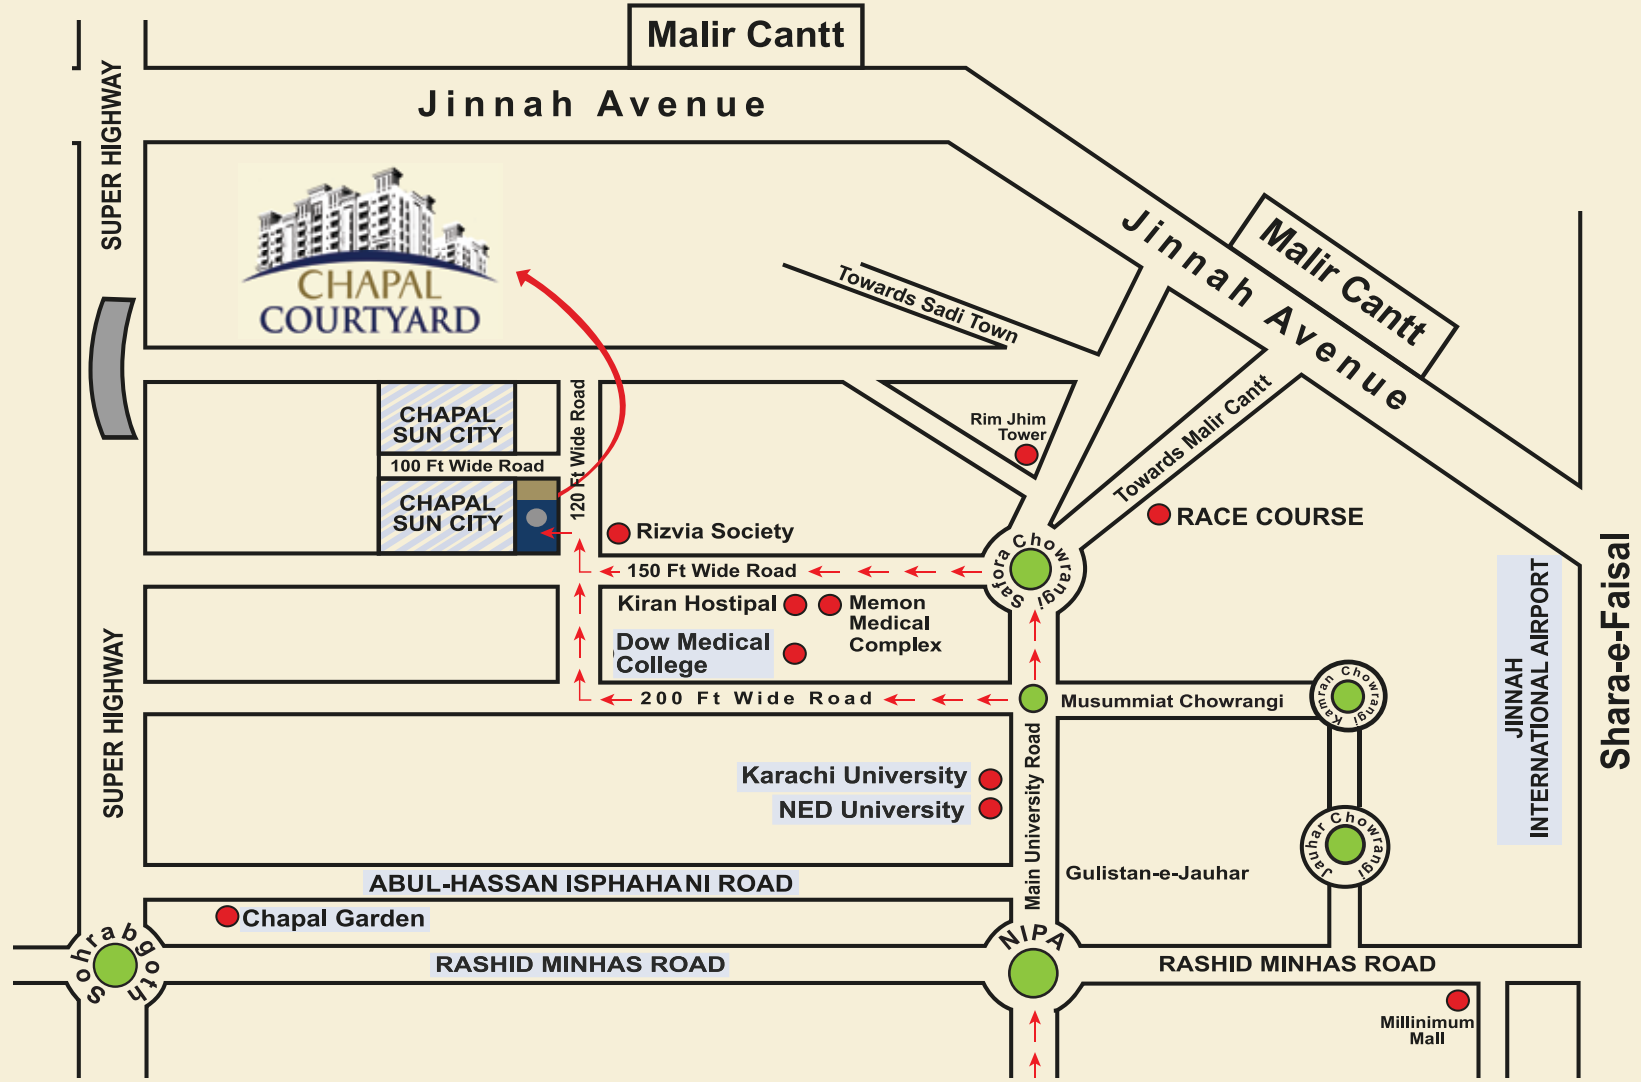 Malir Cantt
Jinnah Avenue
SUPER HIGHWAY
CHAPAL
COURTYARD
Jinnah Avenue
Malir Cantt
Towards Sadi Town
Towards Malir Cantt
CHAPAL
SUN CITY
100 Ft Wide Road
CHAPAL
SUN CITY
120 Ft Wide Road
Rim Jhim
Tower
RACE COURSE
Rizvia Society
Safora Chowrangi
150 Ft Wide Road
Kiran Hostipal
Memon
Medical
Complex
Dow Medical
College
200 Ft Wide Road
Musummiat Chowrangi
Kamran Chowrangi
JINNAH
INTERNATIONAL AIRPORT
Shara-e-Faisal
SUPER HIGHWAY
Karachi University
NED University
Main University Road
Jauhar Chowrangi
Gulistan-e-Jauhar
ABUL-HASSAN ISPHAHANI ROAD
Chapal Garden
Sohrabgoth
NIPA
RASHID MINHAS ROAD
RASHID MINHAS ROAD
Millinimum
Mall